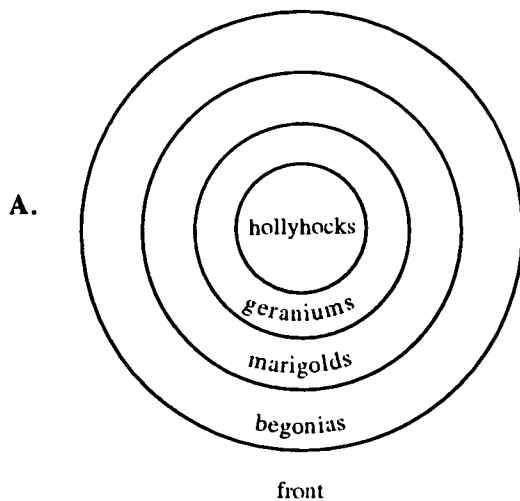 A.
hollyhocks
geraniums
marigolds
begonias
front